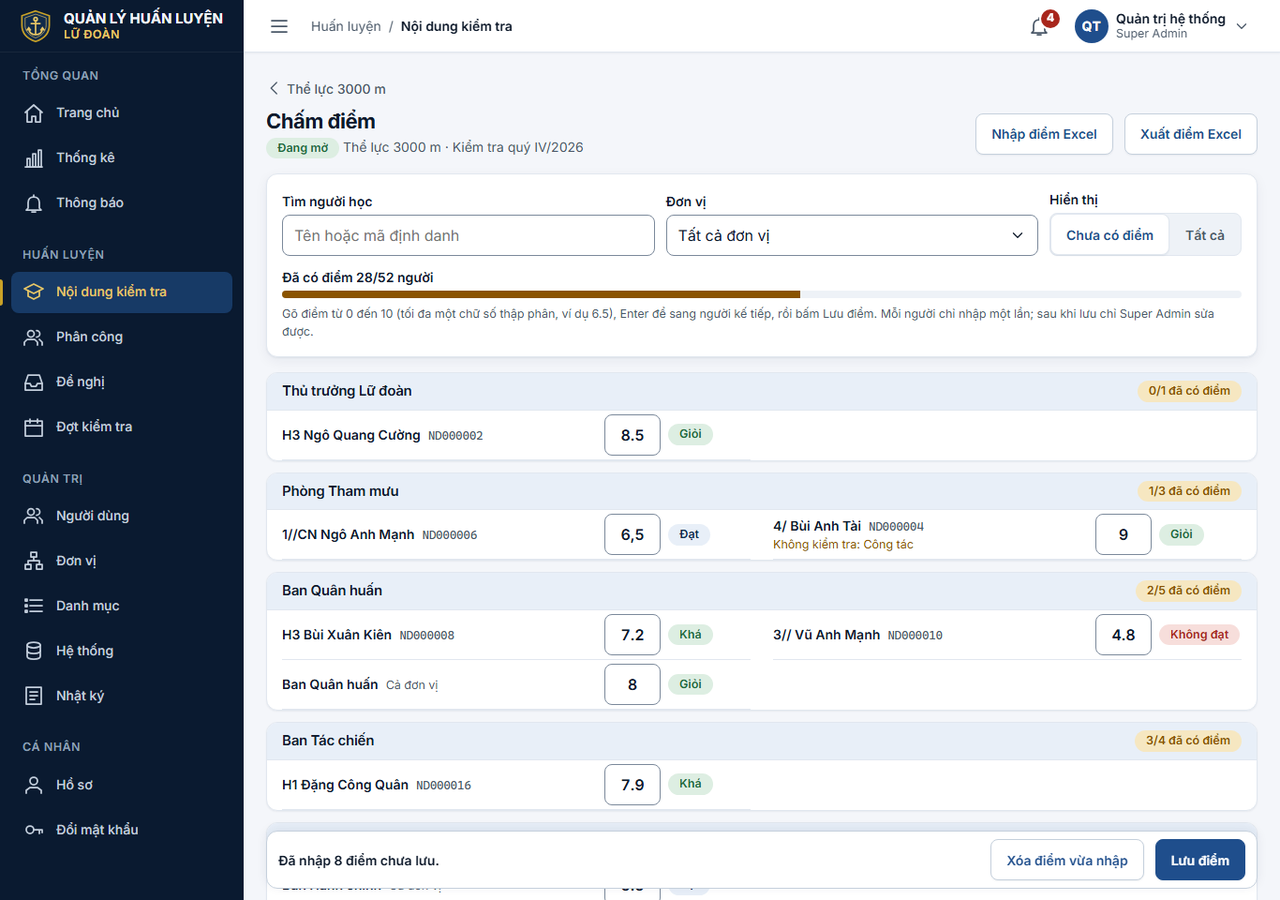 QUẢN LÝ HUẤN LUYỆN
LỮ ĐOÀN
TỔNG QUAN
Trang chủ
Thống kê
Thông báo
HUẤN LUYỆN
Nội dung kiểm tra
Phân công
Đề nghị
Đợt kiểm tra
QUẢN TRỊ
Người dùng
Đơn vị
Danh mục
Hệ thống
Nhật ký
CÁ NHÂN
Hồ sơ
Đổi mật khẩu
Huấn luyện / Nội dung kiểm tra
4
QT
Quản trị hệ thống
Super Admin
Thể lực 3000 m
Chấm điểm
Đang mở Thể lực 3000 m · Kiểm tra quý IV/2026
Nhập điểm Excel
Xuất điểm Excel
Tìm người học
Tên hoặc mã định danh
Đơn vị
Tất cả đơn vị
Hiển thị
Chưa có điểm Tất cả
Đã có điểm 28/52 người
Gõ điểm từ 0 đến 10 (tối đa một chữ số thập phân, ví dụ 6.5), Enter để sang người kế tiếp, rồi bấm Lưu điểm. Mỗi người chỉ nhập một lần; sau khi lưu chỉ Super Admin sửa
được.
Thủ trưởng Lữ đoàn 0/1 đã có điểm
H3 Ngô Quang Cường ND000002 8.5 Giỏi
Phòng Tham mưu 1/3 đã có điểm
1//CN Ngô Anh Mạnh ND000006 6,5 Đạt
4/ Bùi Anh Tài ND000004 9 Giỏi
Không kiểm tra: Công tác
Ban Quân huấn 2/5 đã có điểm
H3 Bùi Xuân Kiên ND000008 7.2 Khá
3// Vũ Anh Mạnh ND000010 4.8 Không đạt
Ban Quân huấn Cả đơn vị 8 Giỏi
Ban Tác chiến 3/4 đã có điểm
H1 Đặng Công Quân ND000016 7.9 Khá
Đã nhập 8 điểm chưa lưu.
Xóa điểm vừa nhập
Lưu điểm